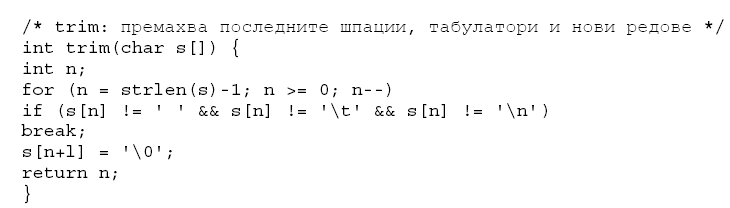 /* trim: премахва последните шпации, табулатори и нови редове */
int trim(char s[]) {
int n;
for (n = strlen(s)-1; n >= 0; n--)
if (s[n] != ' ' && s[n] != '\t' && s[n] != '\n')
break;
s[n+l] = '\0';
return n;
}